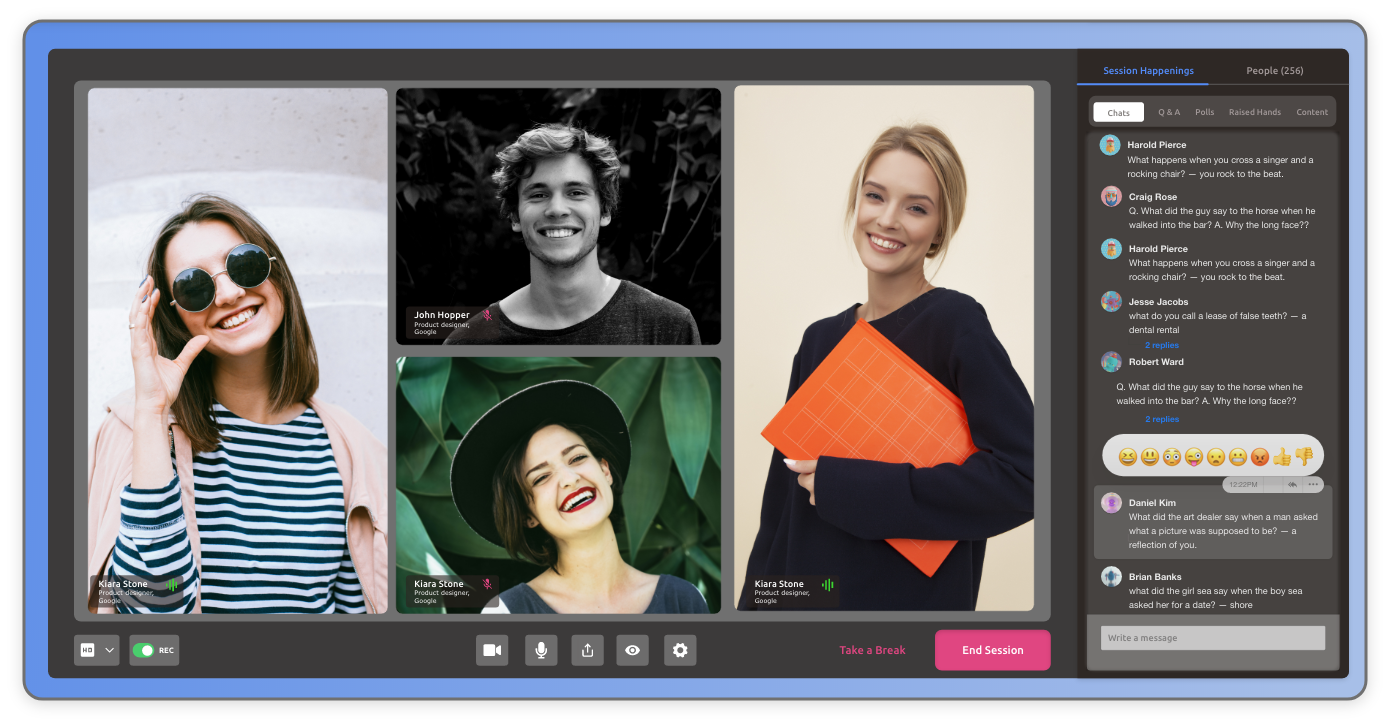 Session Happenings
People (256)
Chats
Q & A
Polls
Raised Hands
Content
Harold Pierce
What happens when you cross a singer and a
rocking chair? — you rock to the beat.
Craig Rose
Q. What did the guy say to the horse when he
walked into the bar? A. Why the long face??
Harold Pierce
What happens when you cross a singer and a
rocking chair? — you rock to the beat.
Jesse Jacobs
what do you call a lease of false teeth? — a
dental rental
2 replies
Robert Ward
Q. What did the guy say to the horse when he
walked into the bar? A. Why the long face??
2 replies
12:22PM
Daniel Kim
What did the art dealer say when a man asked
what a picture was supposed to be? — a
reflection of you.
Brian Banks
what did the girl sea say when the boy sea
asked her for a date? — shore
Write a message
John Hopper
Product designer,
Google
Kiara Stone
Product designer,
Google
Kiara Stone
Product designer,
Google
Kiara Stone
Product designer,
Google
HD
REC
Take a Break
End Session